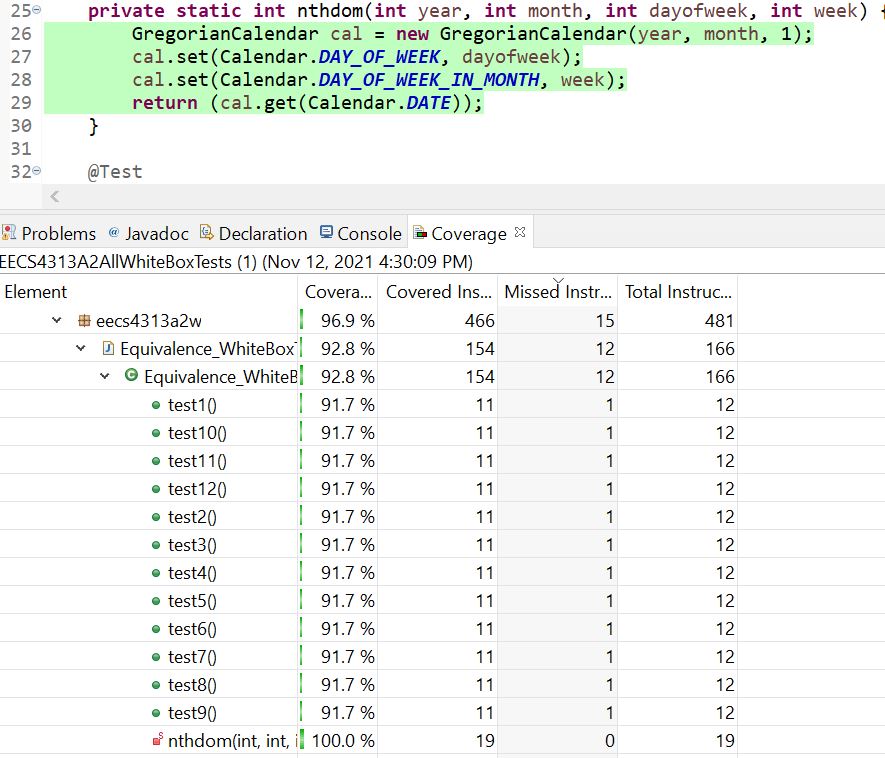 25 private static int nthdom(int year, int month, int dayofweek, int week) {
26 GregorianCalendar cal = new GregorianCalendar(year, month, 1);
27 cal.set(Calendar.DAY_OF_WEEK, dayofweek);
28 cal.set(Calendar.DAY_OF_WEEK_IN_MONTH, week);
29 return (cal.get(Calendar.DATE));
30 }
31
32 @Test
Problems @ Javadoc Declaration Console Coverage
EECS4313A2AllWhiteBoxTests (1) (Nov 12, 2021 4:30:09 PM)
Element Covera... Covered Ins... Missed Instr... Total Instruc...
eecs4313a2w 96.9 % 466 15 481
Equivalence_WhiteBox 92.8 % 154 12 166
Equivalence_WhiteB 92.8 % 154 12 166
test1() 91.7 % 11 1 12
test10() 91.7 % 11 1 12
test11() 91.7 % 11 1 12
test12() 91.7 % 11 1 12
test2() 91.7 % 11 1 12
test3() 91.7 % 11 1 12
test4() 91.7 % 11 1 12
test5() 91.7 % 11 1 12
test6() 91.7 % 11 1 12
test7() 91.7 % 11 1 12
test8() 91.7 % 11 1 12
test9() 91.7 % 11 1 12
nthdom(int, int, i 100.0 % 19 0 19